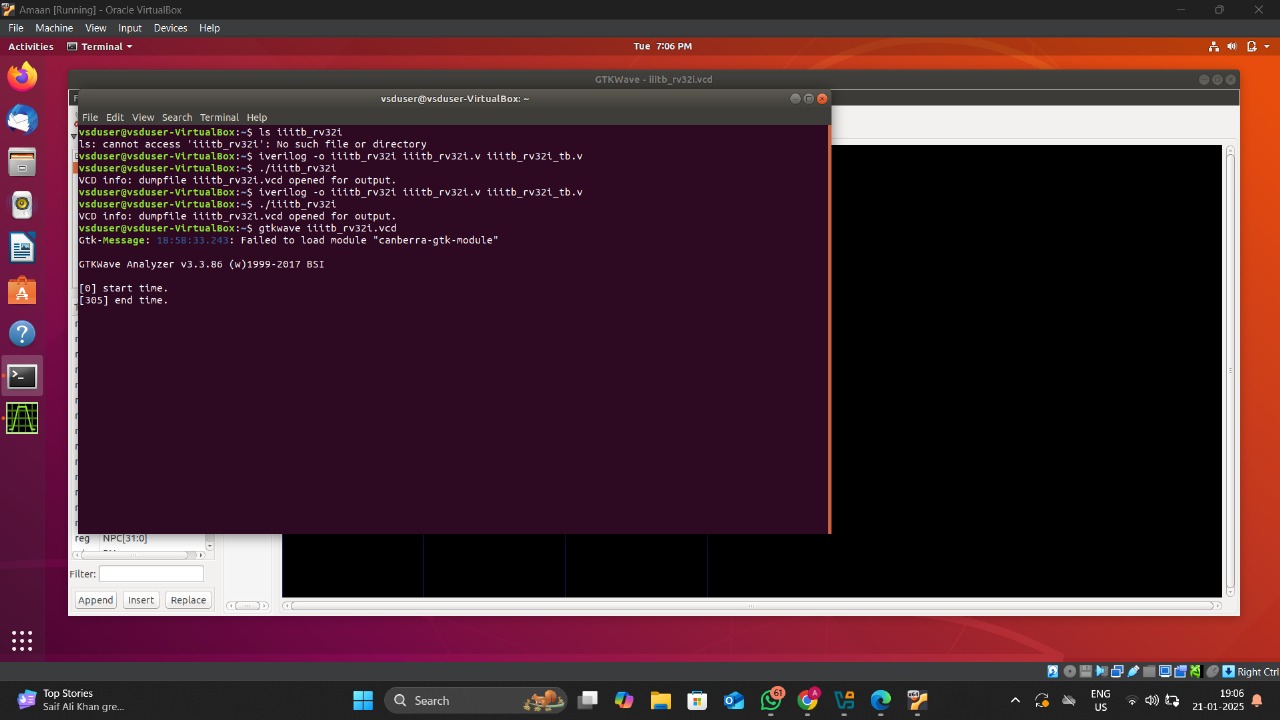 Amaan [Running] - Oracle VirtualBox
File Machine View Input Devices Help
Activities Terminal Tue 7:06 PM
GTKWave - iiitb_rv32i.vcd
vsduser@vsduser-VirtualBox: ~
File Edit View Search Terminal Help
vsduser@vsduser-VirtualBox:~$ ls iiitb_rv32i
ls: cannot access 'iiitb_rv32i': No such file or directory
vsduser@vsduser-VirtualBox:~$ iverilog -o iiitb_rv32i iiitb_rv32i.v iiitb_rv32i_tb.v
vsduser@vsduser-VirtualBox:~$ ./iiitb_rv32i
VCD info: dumpfile iiitb_rv32i.vcd opened for output.
vsduser@vsduser-VirtualBox:~$ iverilog -o iiitb_rv32i iiitb_rv32i.v iiitb_rv32i_tb.v
vsduser@vsduser-VirtualBox:~$ ./iiitb_rv32i
VCD info: dumpfile iiitb_rv32i.vcd opened for output.
vsduser@vsduser-VirtualBox:~$ gtkwave iiitb_rv32i.vcd
Gtk-Message: 18:58:33.243: Failed to load module "canberra-gtk-module"
GTKWave Analyzer v3.3.86 (w)1999-2017 BSI
[0] start time.
[305] end time.
reg NPC[31:0]
Filter:
Append Insert Replace
Right Ctrl
Top Stories
Saif Ali Khan gre...
Search
61
A
ENG
US
19:06
21-01-2025